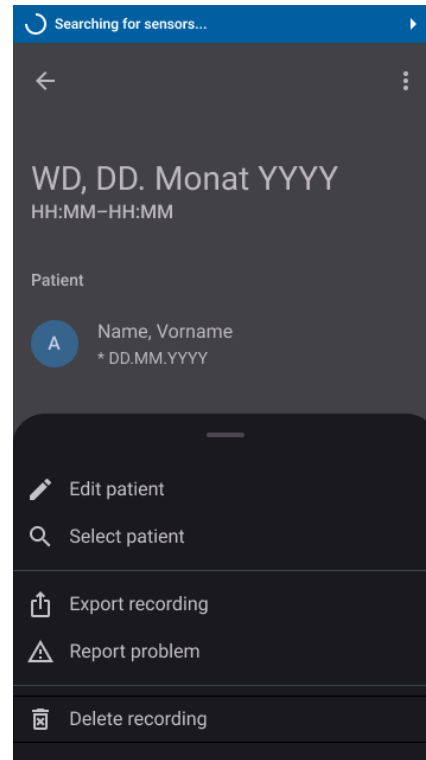 Searching for sensors...
WD, DD. Monat YYYY
HH:MM–HH:MM
Patient
A
Name, Vorname
* DD.MM.YYYY
Edit patient
Select patient
Export recording
Report problem
Delete recording